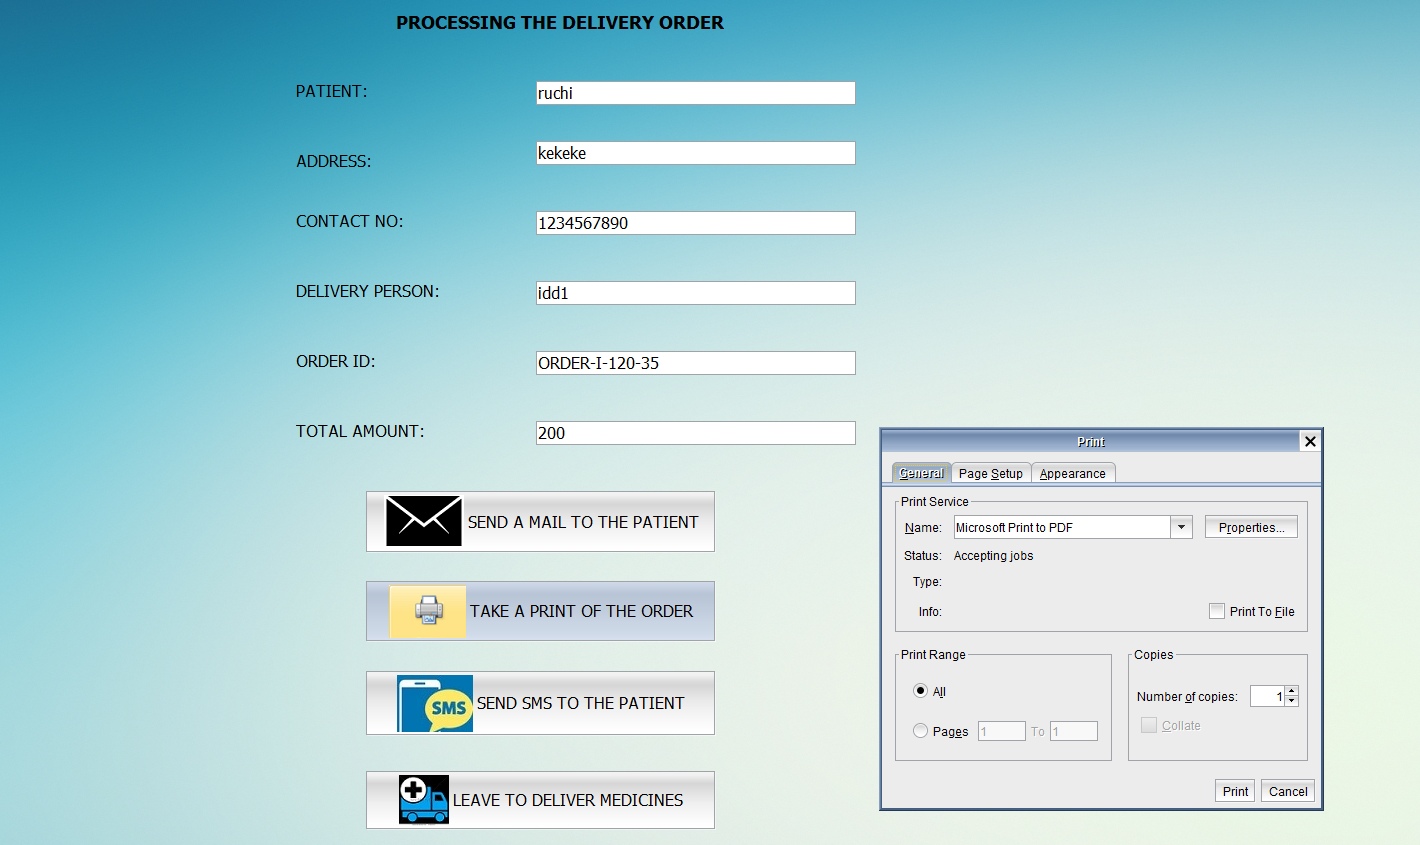 PROCESSING THE DELIVERY ORDER
PATIENT: ruchi
ADDRESS: kekeke
CONTACT NO: 1234567890
DELIVERY PERSON: idd1
ORDER ID: ORDER-I-120-35
TOTAL AMOUNT: 200
SEND A MAIL TO THE PATIENT
TAKE A PRINT OF THE ORDER
SMS SEND SMS TO THE PATIENT
LEAVE TO DELIVER MEDICINES
Print
General Page Setup Appearance
Print Service
Name: Microsoft Print to PDF Properties...
Status: Accepting jobs
Type:
Info: Print To File
Print Range
All
Pages 1 To 1
Copies
Number of copies: 1
Collate
Print Cancel